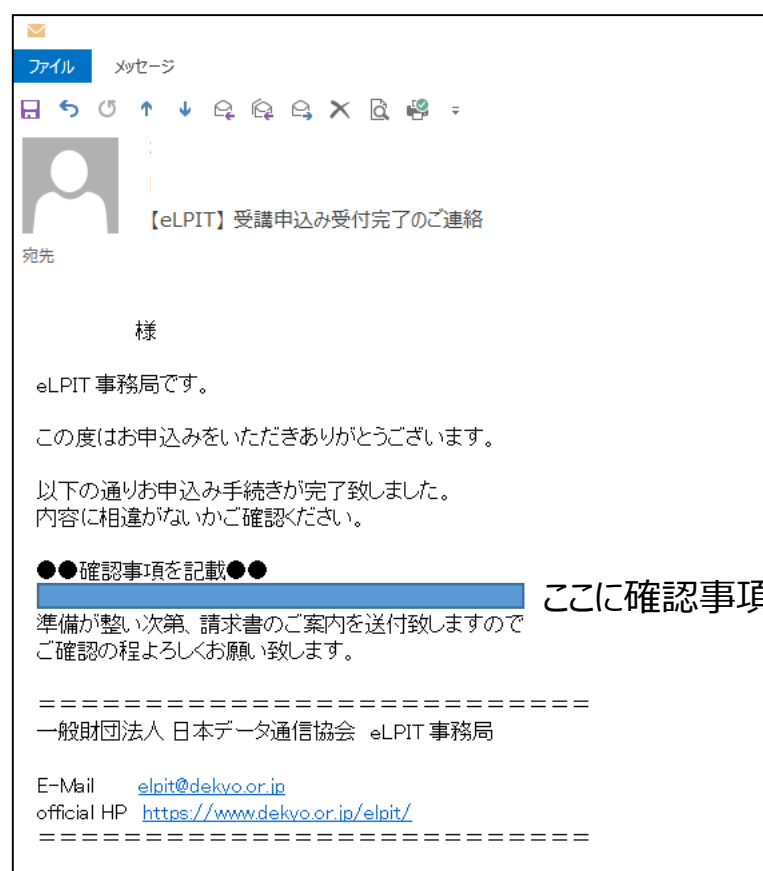 ファイル メッセージ
【eLPIT】受講申込み受付完了のご連絡
宛先
様
eLPIT 事務局です。
この度はお申込みをいただきありがとうございます。
以下の通りお申込み手続きが完了致しました。
内容に相違がないかご確認ください。
●●確認事項を記載●●
ここに確認事項
準備が整い次第、請求書のご案内を送付致しますので
ご確認の程よろしくお願い致します。
==========================
一般財団法人 日本データ通信協会 eLPIT 事務局
E-Mail elpit@dekyo.or.jp
official HP https://www.dekyo.or.jp/elpit/
==========================